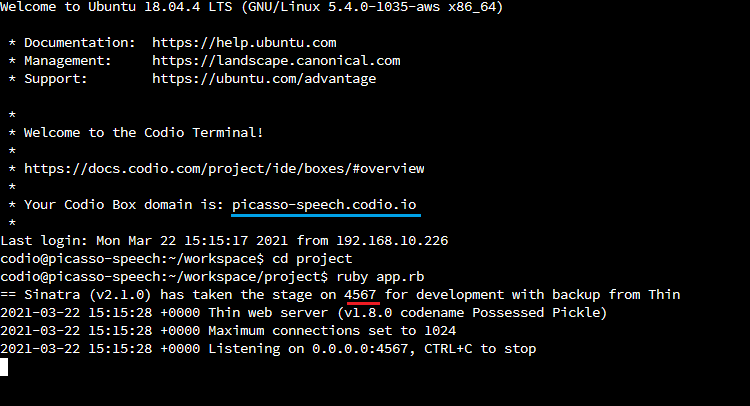 Welcome to Ubuntu 18.04.4 LTS (GNU/Linux 5.4.0-1035-aws x86_64)
* Documentation:  https://help.ubuntu.com
* Management:     https://landscape.canonical.com
* Support:        https://ubuntu.com/advantage
*
* Welcome to the Codio Terminal!
*
* https://docs.codio.com/project/ide/boxes/#overview
*
* Your Codio Box domain is: picasso-speech.codio.io
*
Last login: Mon Mar 22 15:15:17 2021 from 192.168.10.226
codio@picasso-speech:~/workspace$ cd project
codio@picasso-speech:~/workspace/project$ ruby app.rb
== Sinatra (v2.1.0) has taken the stage on 4567 for development with backup from Thin
2021-03-22 15:15:28 +0000 Thin web server (v1.8.0 codename Possessed Pickle)
2021-03-22 15:15:28 +0000 Maximum connections set to 1024
2021-03-22 15:15:28 +0000 Listening on 0.0.0.0:4567, CTRL+C to stop